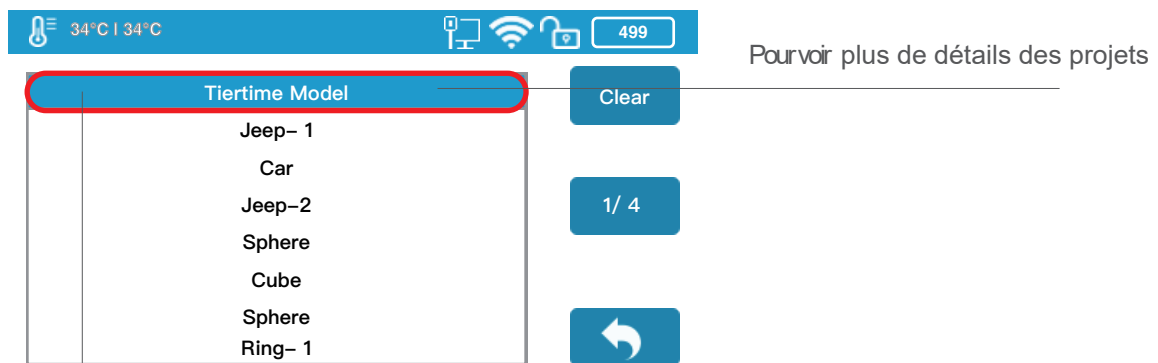 34°C | 34°C
499
Pourvoir plus de détails des projets
Tiertime Model
Clear
Jeep- 1
Car
Jeep-2
1/ 4
Sphere
Cube
Sphere
Ring- 1